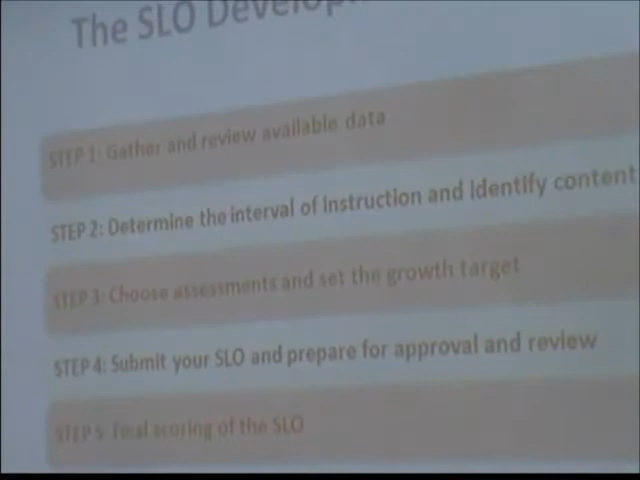 The SLO
STEP 1: Gather and review available data
STEP 2: Determine the interval of instruction and identify content
STEP 3: Choose assessments and set the growth target
STEP 4: Submit your SLO and prepare for approval and review
STEP 5: Final scoring of the SLO